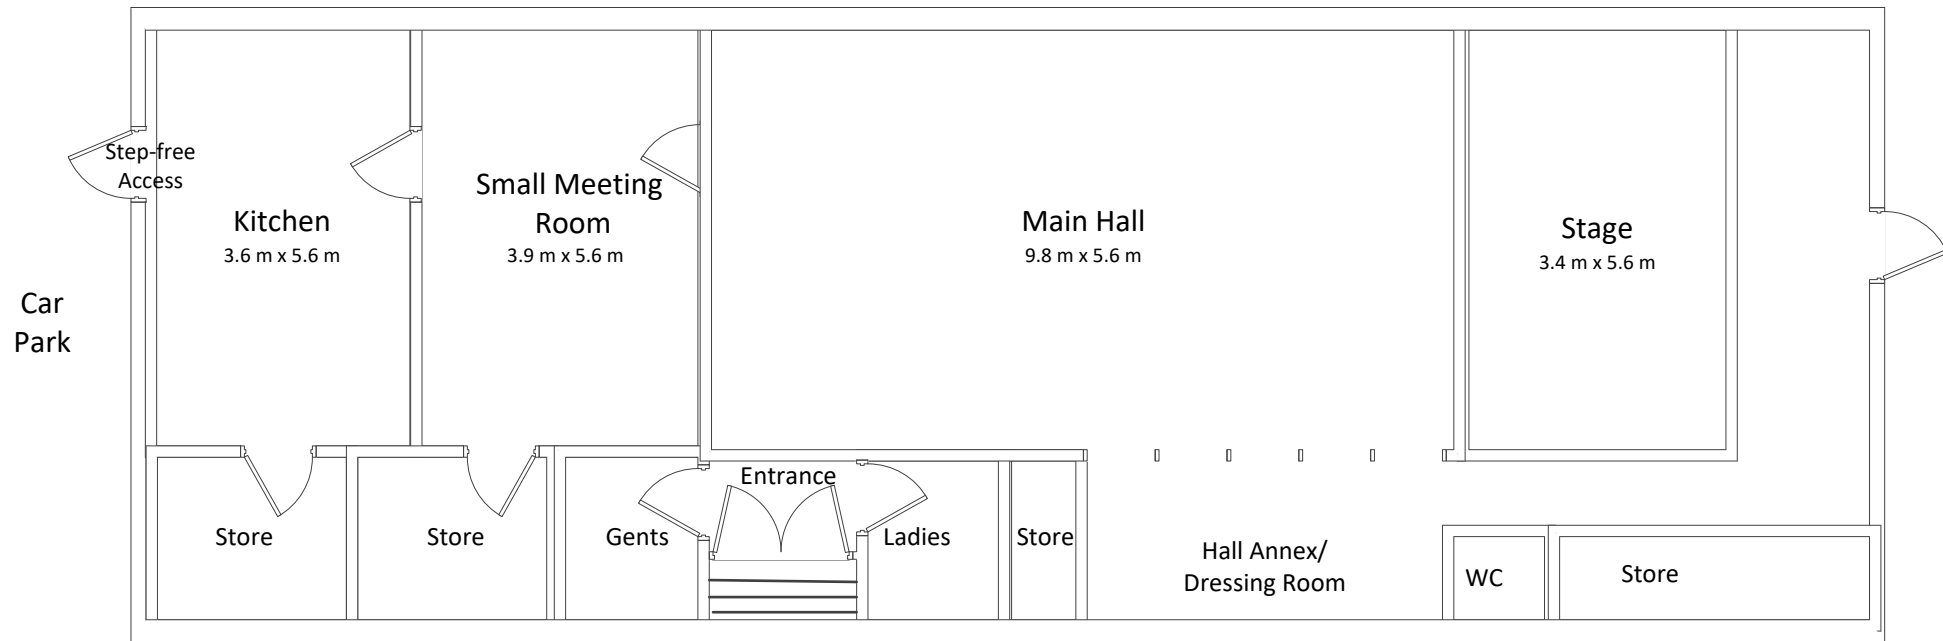 Step-free
Access
Kitchen
3.6 m x 5.6 m
Small Meeting
Room
3.9 m x 5.6 m
Main Hall
9.8 m x 5.6 m
Stage
3.4 m x 5.6 m
Car
Park
Entrance
Store
Store
Gents
Ladies
Store
Hall Annex/
Dressing Room
WC
Store